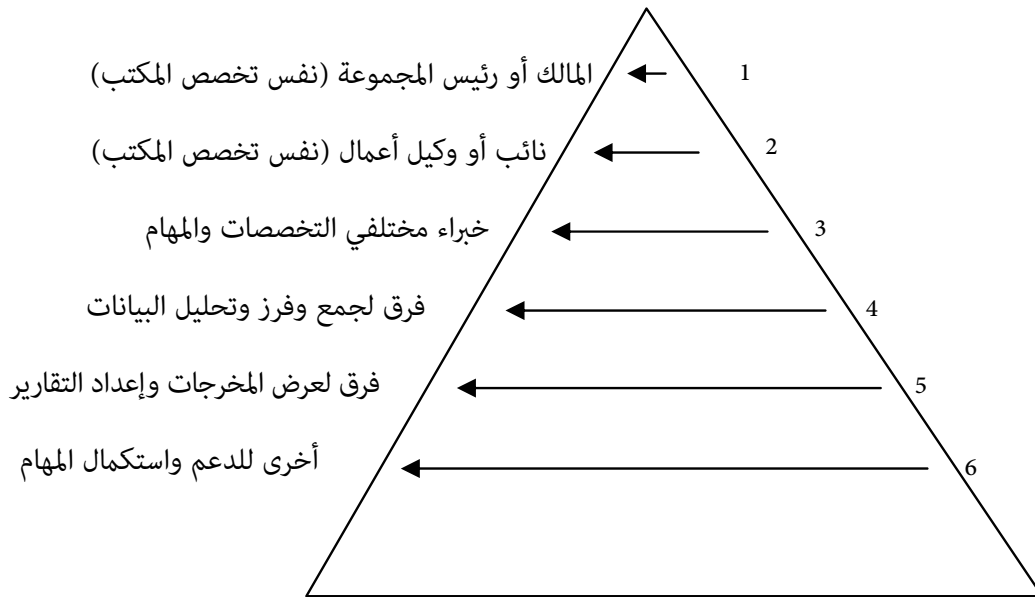 1 المالك أو رئيس المجموعة (نفس تخصص المكتب)
2 نائب أو وكيل أعمال (نفس تخصص المكتب)
3 خبراء مختلفي التخصصات والمهام
4 فرق لجمع وفرز وتحليل البيانات
5 فرق لعرض المخرجات وإعداد التقارير
6 أخرى للدعم واستكمال المهام